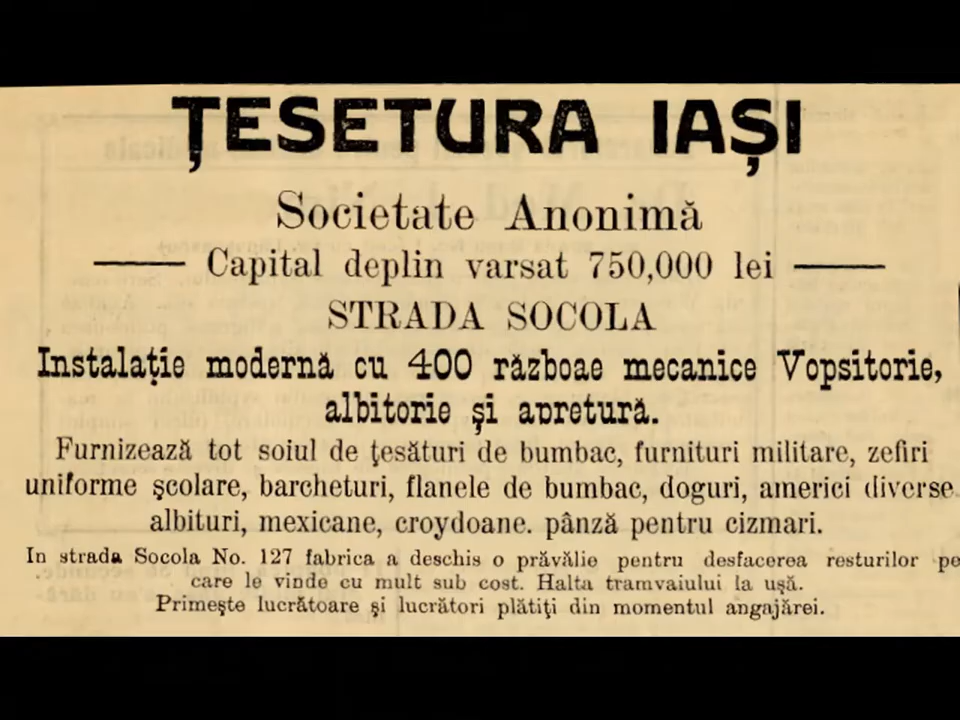 ȚESETURA IAȘI
Societate Anonimă
Capital deplin varsat 750,000 lei
STRADA SOCOLA
Instalație modernă cu 400 războae mecanice Vopsitorie,
albitorie și apretură.
Furnizează tot soiul de țesături de bumbac, furnituri militare, zefiri
uniforme școlare, barcheturi, flanele de bumbac, doguri, americi diverse
albituri, mexicane, croydoane. pânză pentru cizmari.
In strada Socola No. 127 fabrica a deschis o prăvălie pentru desfacerea resturilor pe
care le vinde cu mult sub cost. Halta tramvaiului la ușă.
Primește lucrătoare și lucrători plătiți din momentul angajărei.